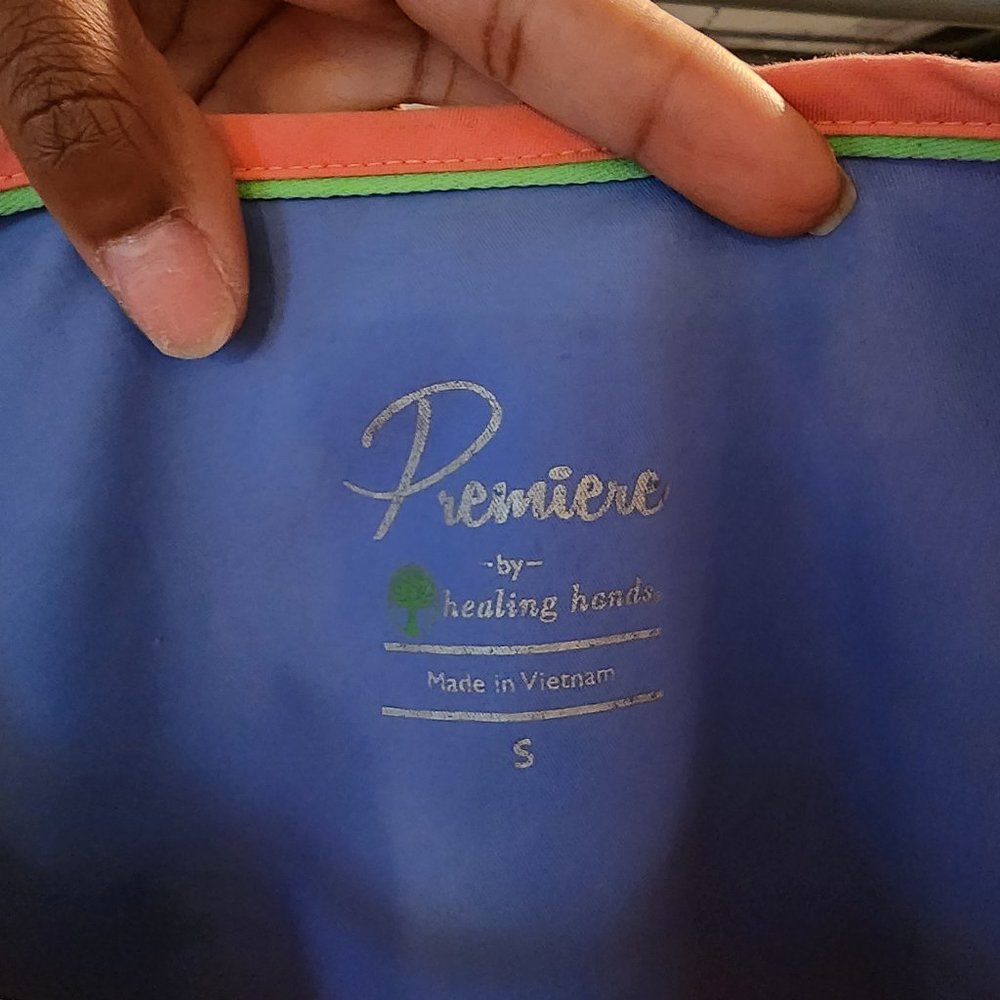 Premiere
-by-
healing hands
Made in Vietnam
S